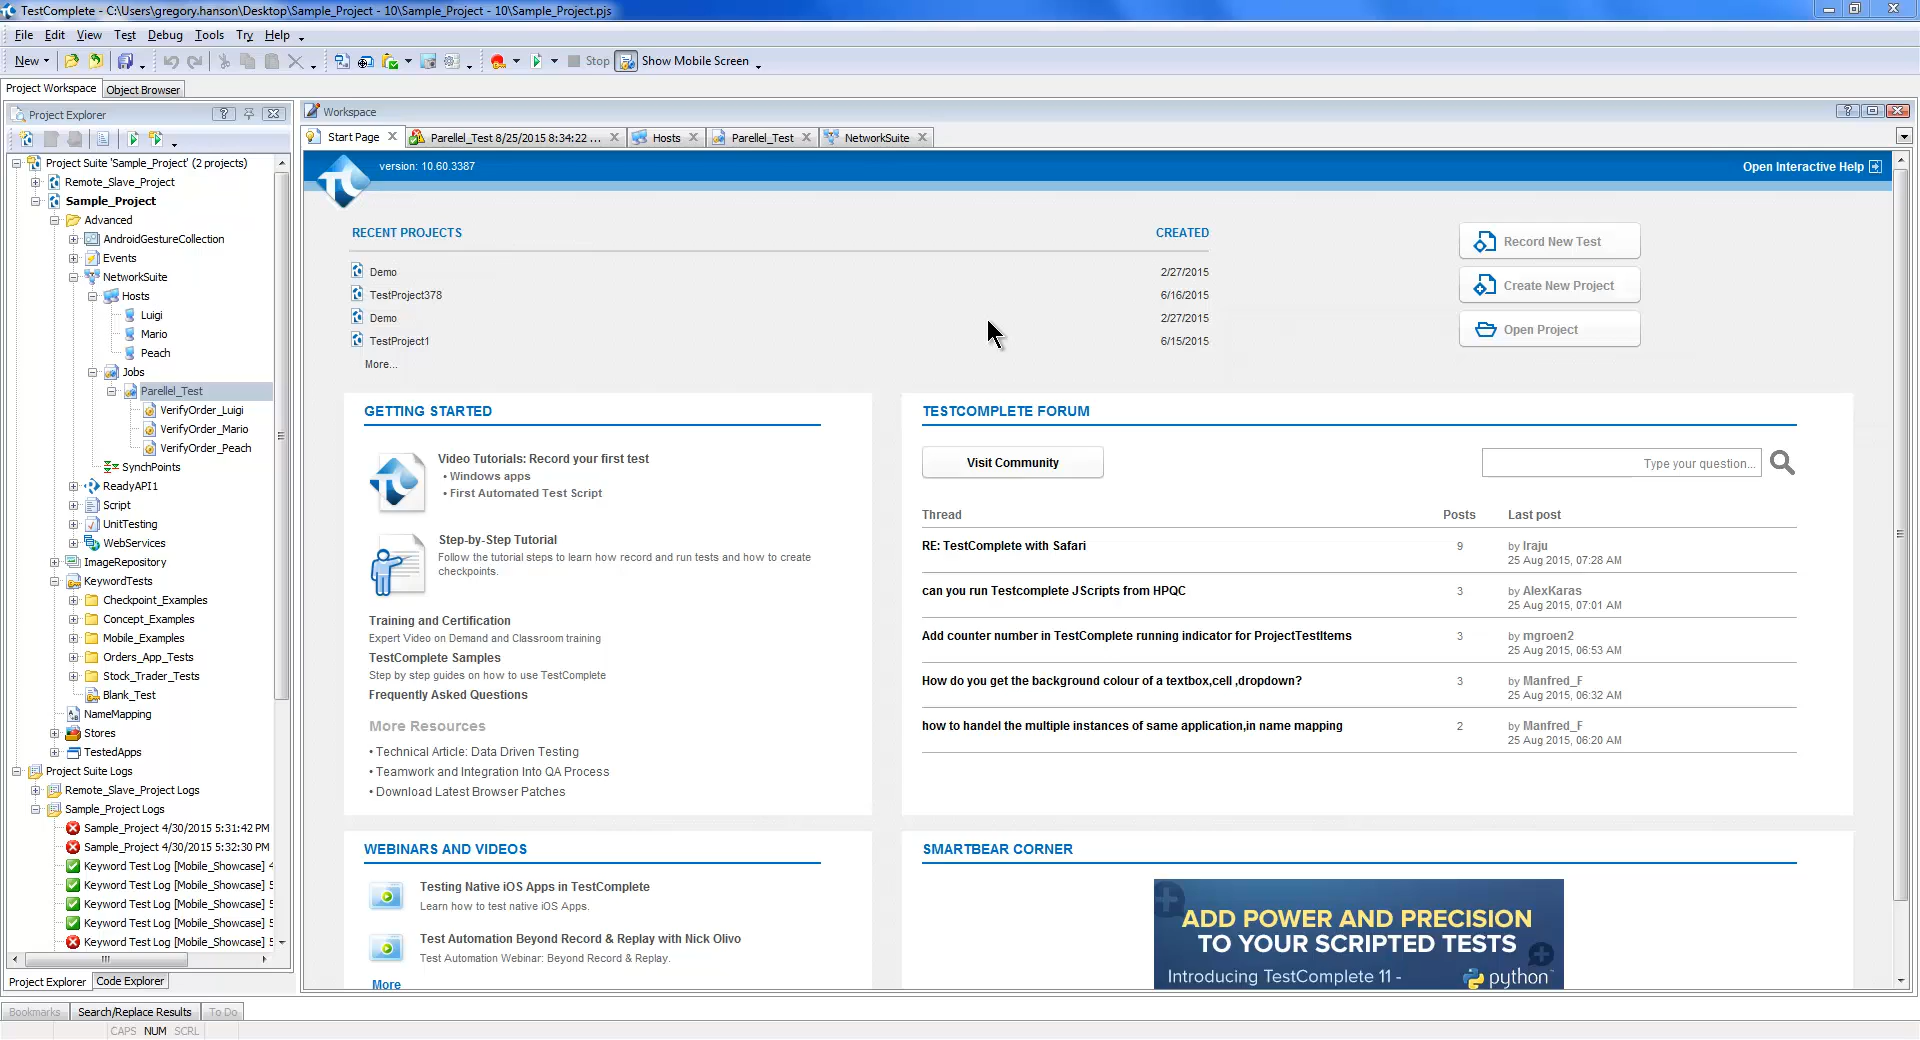 TestComplete - C:\Users\gregory.hanson\Desktop\Sample_Project - 10\Sample_Project - 10\Sample_Project.pjs
File Edit View Test Debug Tools Try Help
New Stop Show Mobile Screen
Project Workspace Object Browser
Project Explorer
Project Suite 'Sample_Project' (2 projects)
Remote_Slave_Project
Sample_Project
Advanced
AndroidGestureCollection
Events
NetworkSuite
Hosts
Luigi
Mario
Peach
Jobs
Parellel_Test
VerifyOrder_Luigi
VerifyOrder_Mario
VerifyOrder_Peach
SynchPoints
ReadyAPI1
Script
UnitTesting
WebServices
ImageRepository
KeywordTests
Checkpoint_Examples
Concept_Examples
Mobile_Examples
Orders_App_Tests
Stock_Trader_Tests
Blank_Test
NameMapping
Stores
TestedApps
Project Suite Logs
Remote_Slave_Project Logs
Sample_Project Logs
Sample_Project 4/30/2015 5:31:42 PM
Sample_Project 4/30/2015 5:32:30 PM
Keyword Test Log [Mobile_Showcase] 4
Keyword Test Log [Mobile_Showcase] 5
Keyword Test Log [Mobile_Showcase] 5
Keyword Test Log [Mobile_Showcase] 5
Keyword Test Log [Mobile_Showcase] 5
Project Explorer Code Explorer
Workspace
Start Page Parellel_Test 8/25/2015 8:34:22 ... Hosts Parellel_Test NetworkSuite
version: 10.60.3387 Open Interactive Help
RECENT PROJECTS CREATED
Demo 2/27/2015
TestProject378 6/16/2015
Demo 2/27/2015
TestProject1 6/15/2015
More...
Record New Test
Create New Project
Open Project
GETTING STARTED
Video Tutorials: Record your first test
• Windows apps
• First Automated Test Script
Step-by-Step Tutorial
Follow the tutorial steps to learn how record and run tests and how to create
checkpoints.
Training and Certification
Expert Video on Demand and Classroom training
TestComplete Samples
Step by step guides on how to use TestComplete
Frequently Asked Questions
More Resources
• Technical Article: Data Driven Testing
• Teamwork and Integration Into QA Process
• Download Latest Browser Patches
TESTCOMPLETE FORUM
Visit Community Type your question...
Thread Posts Last post
RE: TestComplete with Safari 9 by lraju
25 Aug 2015, 07:28 AM
can you run Testcomplete JScripts from HPQC 3 by AlexKaras
25 Aug 2015, 07:01 AM
Add counter number in TestComplete running indicator for ProjectTestItems 3 by mgroen2
25 Aug 2015, 06:53 AM
How do you get the background colour of a textbox,cell ,dropdown? 3 by Manfred_F
25 Aug 2015, 06:32 AM
how to handel the multiple instances of same application,in name mapping 2 by Manfred_F
25 Aug 2015, 06:20 AM
WEBINARS AND VIDEOS
Testing Native iOS Apps in TestComplete
Learn how to test native iOS Apps.
Test Automation Beyond Record & Replay with Nick Olivo
Test Automation Webinar: Beyond Record & Replay.
More
SMARTBEAR CORNER
ADD POWER AND PRECISION
TO YOUR SCRIPTED TESTS
Introducing TestComplete 11 - python
Bookmarks Search/Replace Results To Do
CAPS NUM SCRL